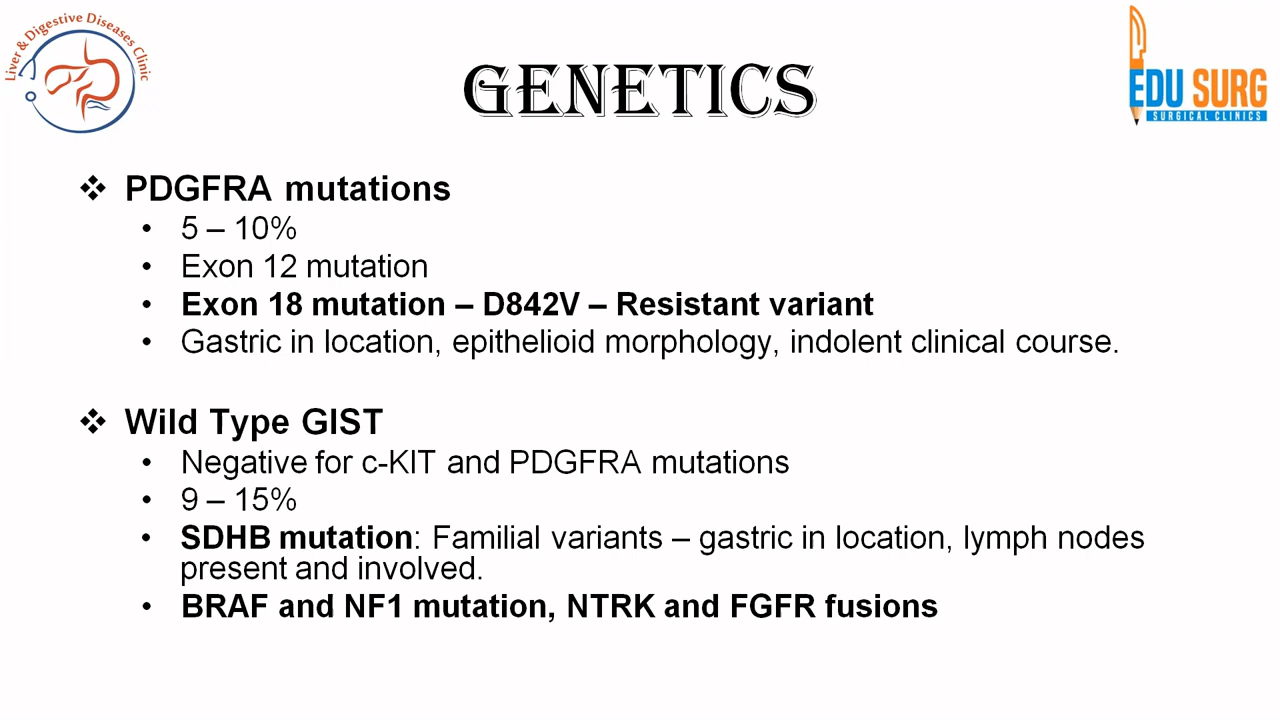 Liver & Digestive Diseases Clinic
GENETICS
EDU SURG
SURGICAL CLINICS
❖ PDGFRA mutations
• 5 – 10%
• Exon 12 mutation
• Exon 18 mutation – D842V – Resistant variant
• Gastric in location, epithelioid morphology, indolent clinical course.
❖ Wild Type GIST
• Negative for c-KIT and PDGFRA mutations
• 9 – 15%
• SDHB mutation: Familial variants – gastric in location, lymph nodes
present and involved.
• BRAF and NF1 mutation, NTRK and FGFR fusions